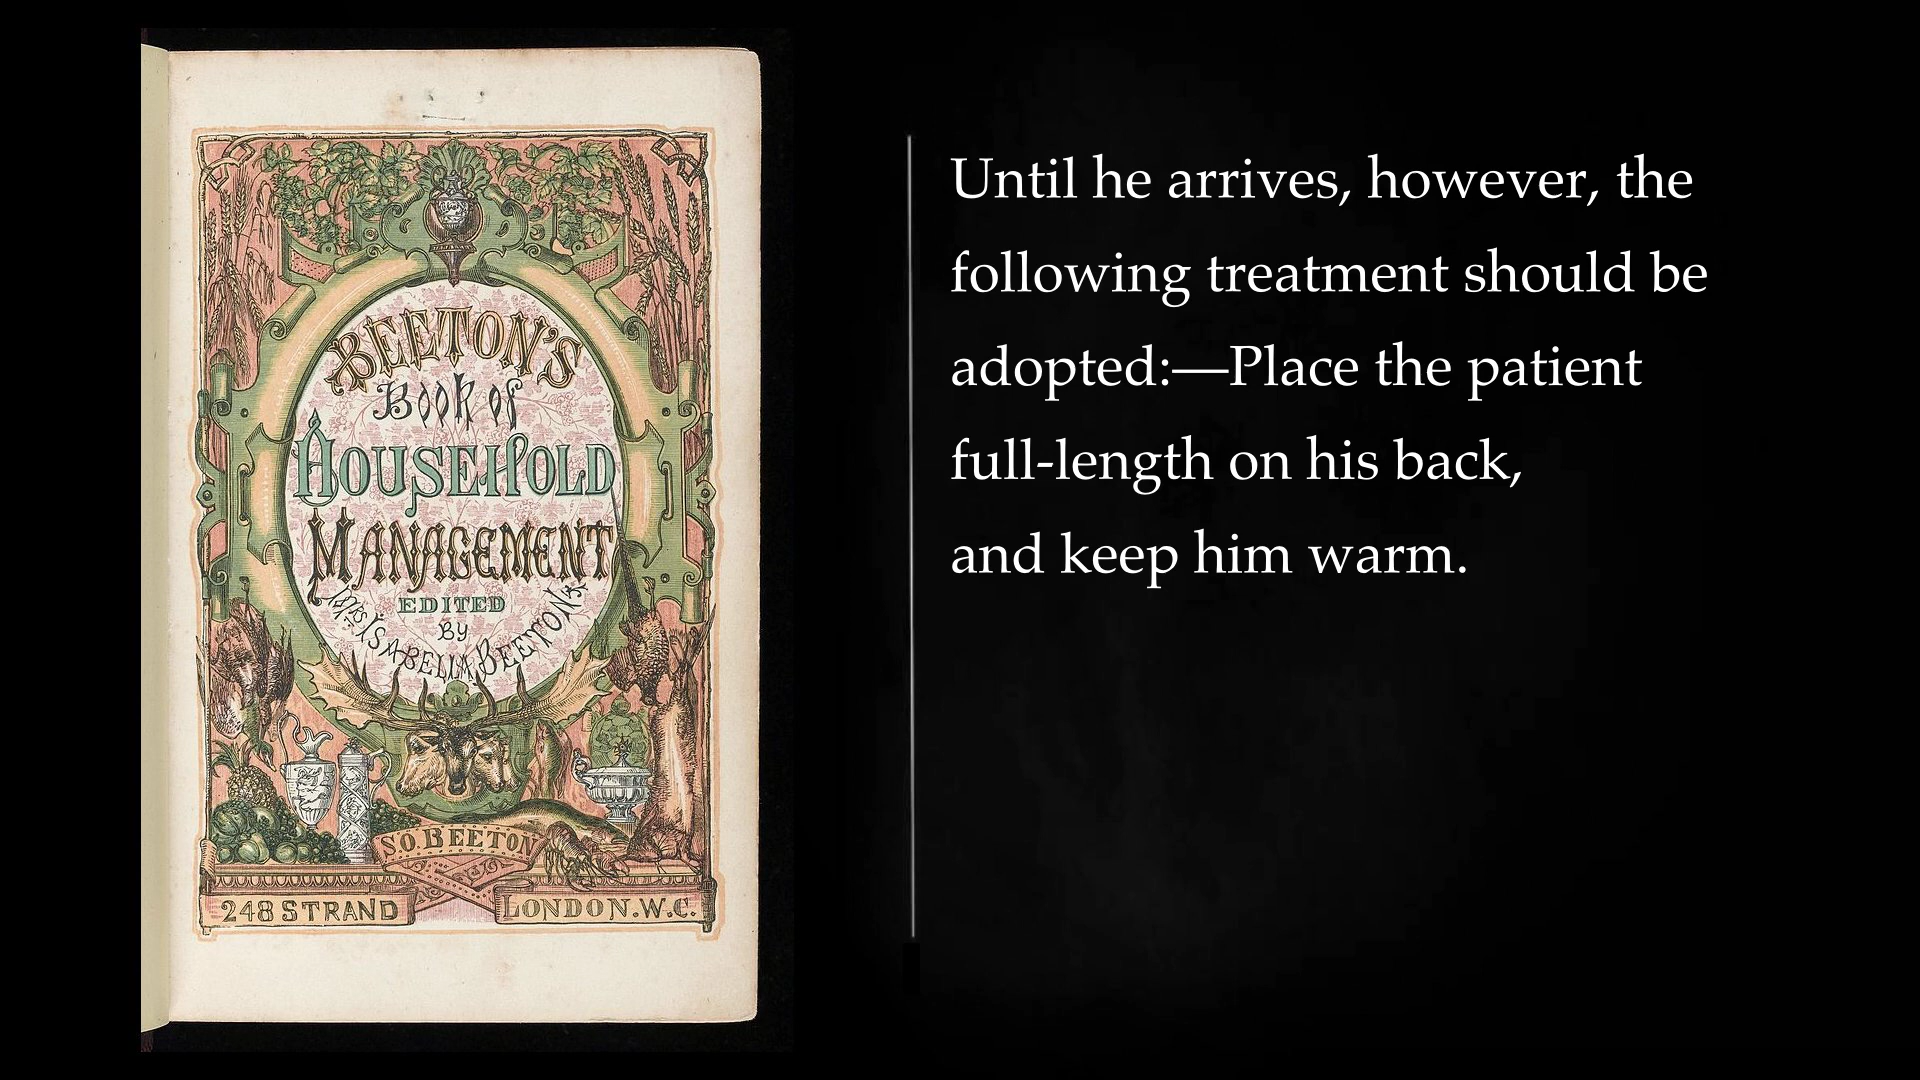 BEETON'S
Book of
HOUSEHOLD
MANAGEMENT
EDITED
BY
MRS ISABELLA BEETON
S.O. BEETON
248 STRAND
LONDON. W.C.
Until he arrives, however, the
following treatment should be
adopted:—Place the patient
full-length on his back,
and keep him warm.